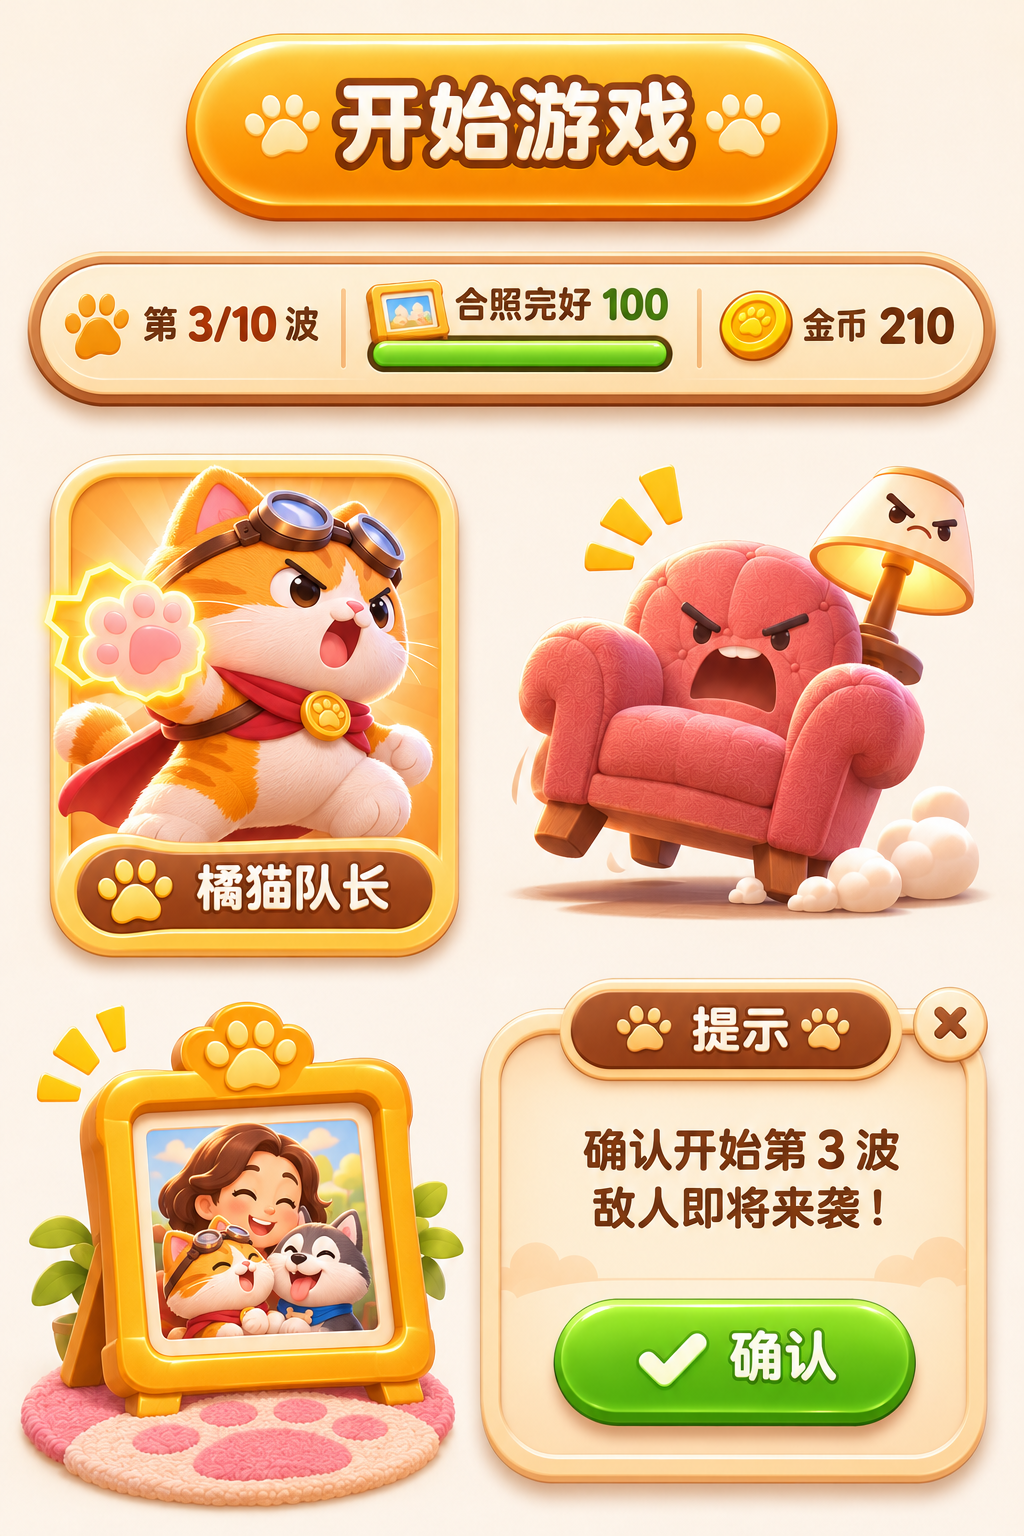 开始游戏
第 3/10 波
合照完好 100
金币 210
橘猫队长
提示
确认开始第 3 波
敌人即将来袭！
确认